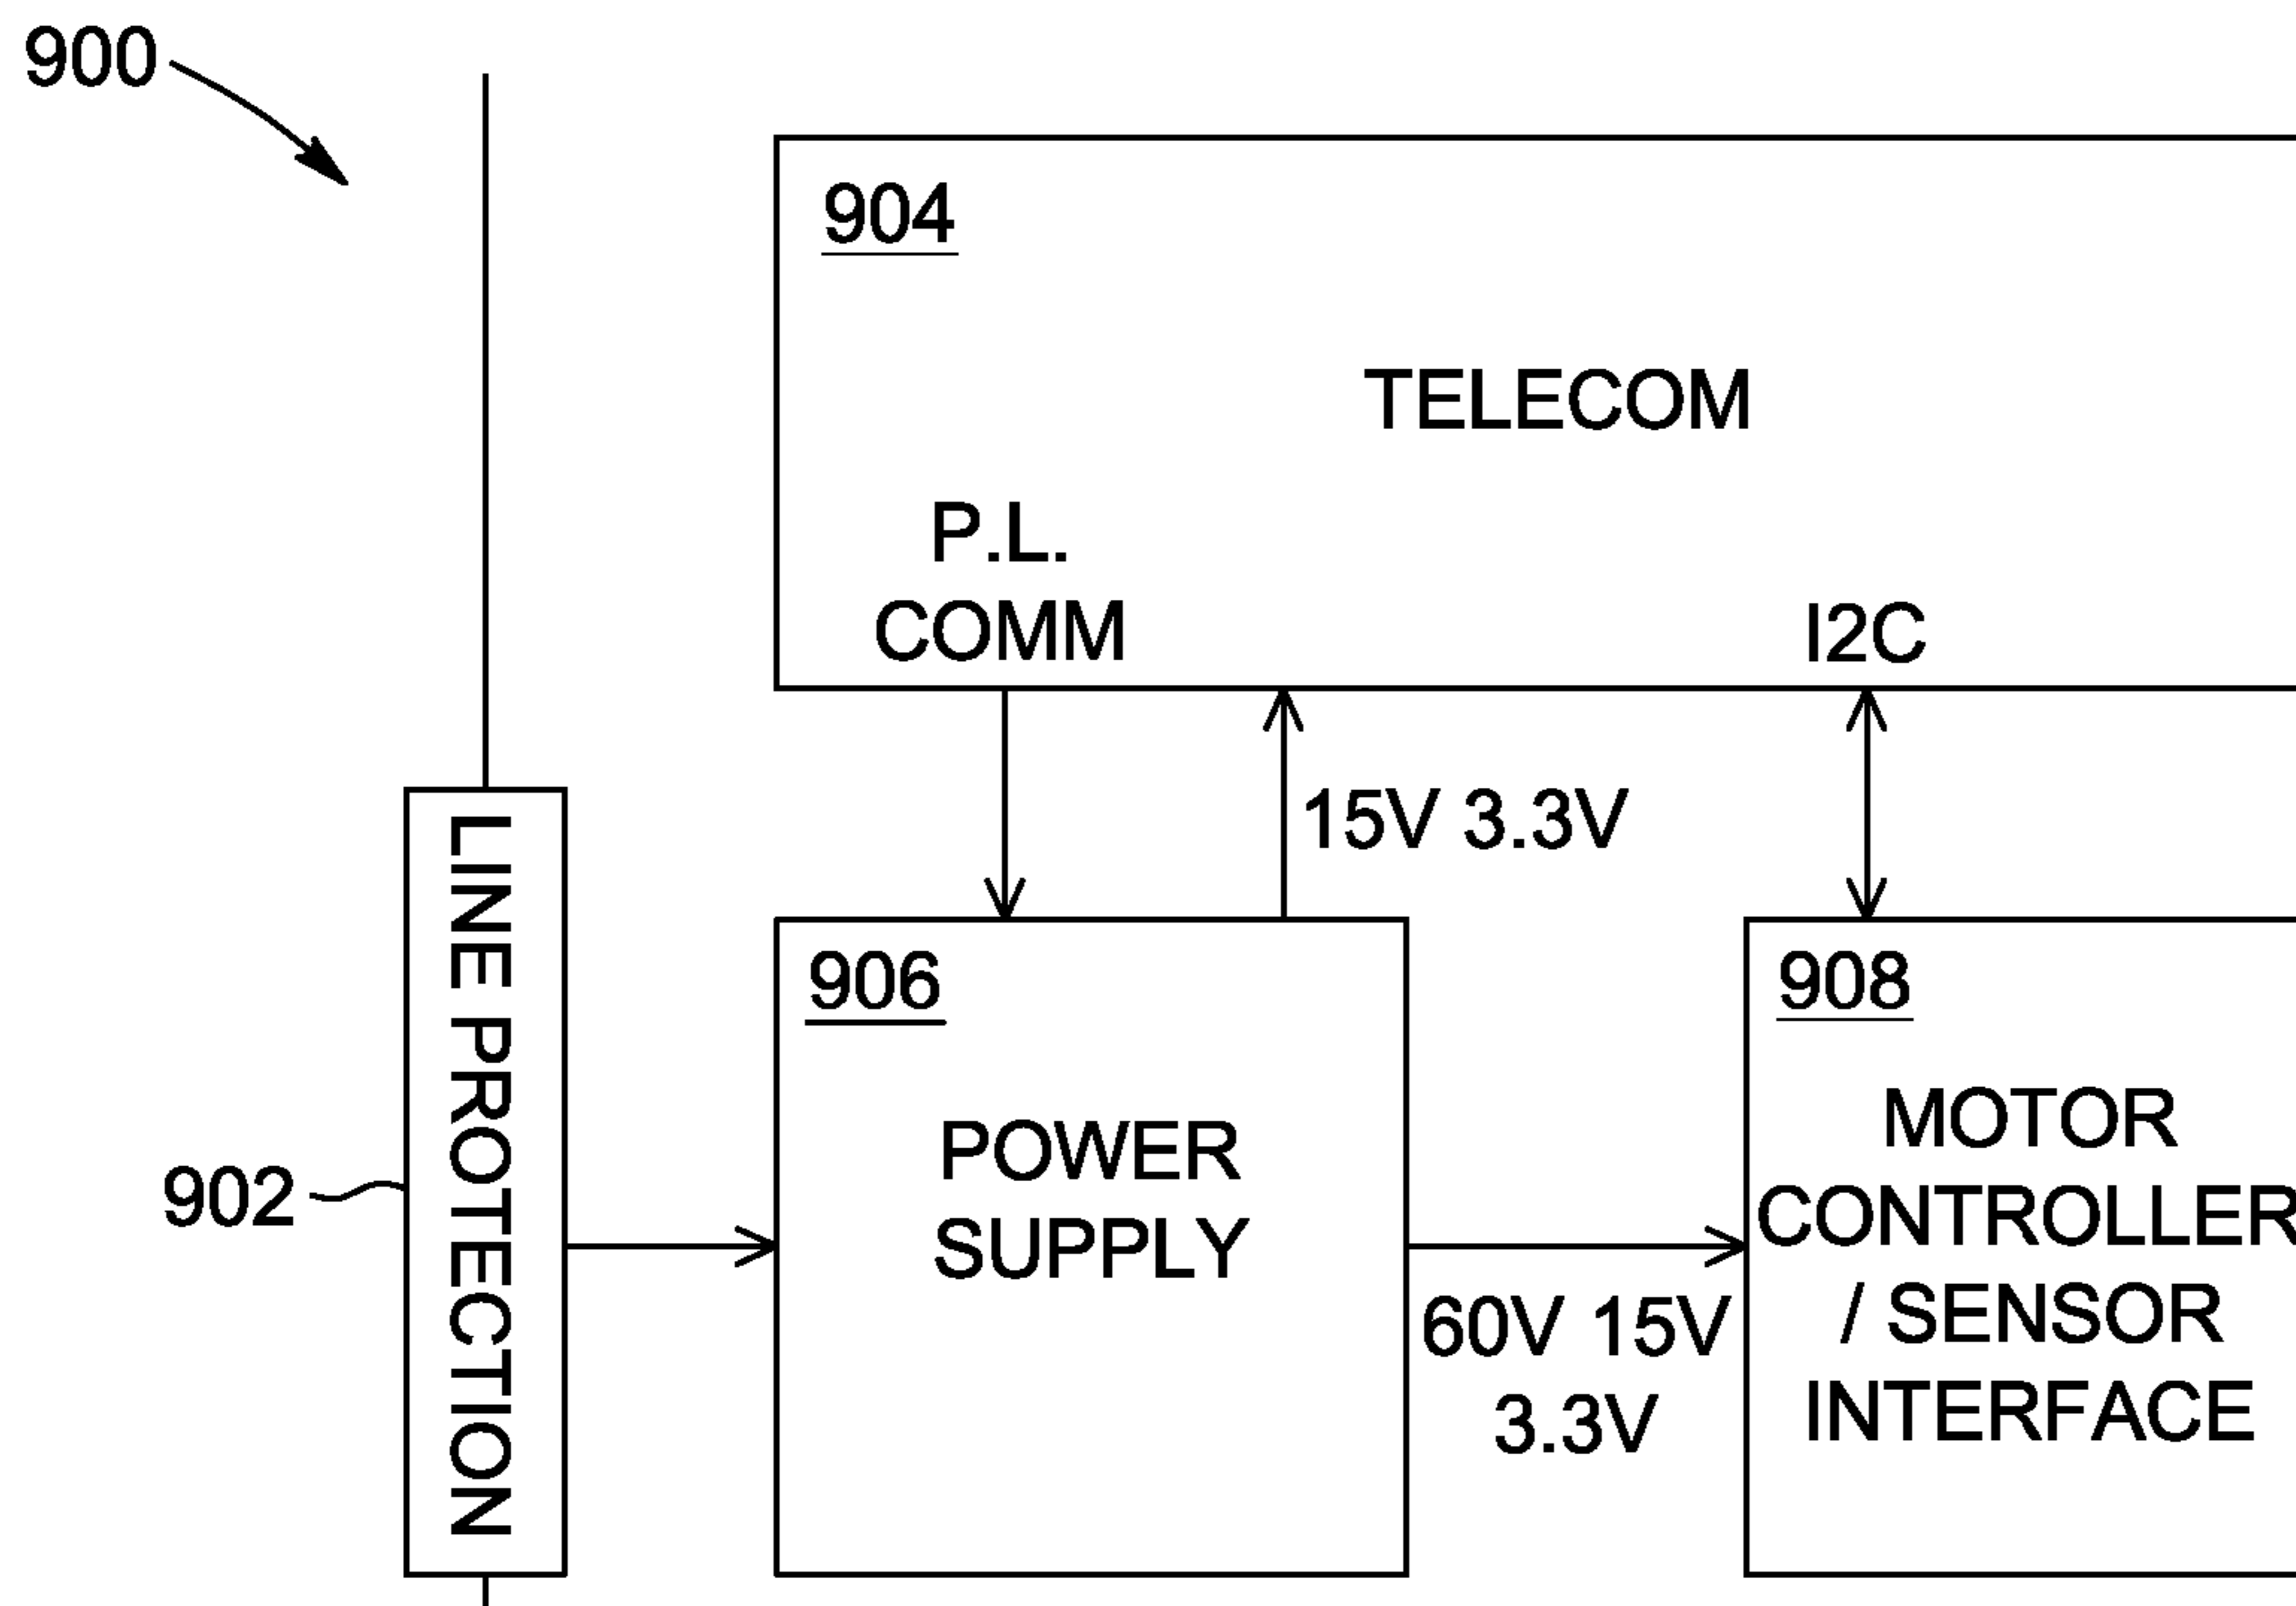 900
904
TELECOM
P.L.
COMM
I2C
15V 3.3V
LINE PROTECTION
902
906
POWER
SUPPLY
60V 15V
3.3V
908
MOTOR
CONTROLLER
/ SENSOR
INTERFACE